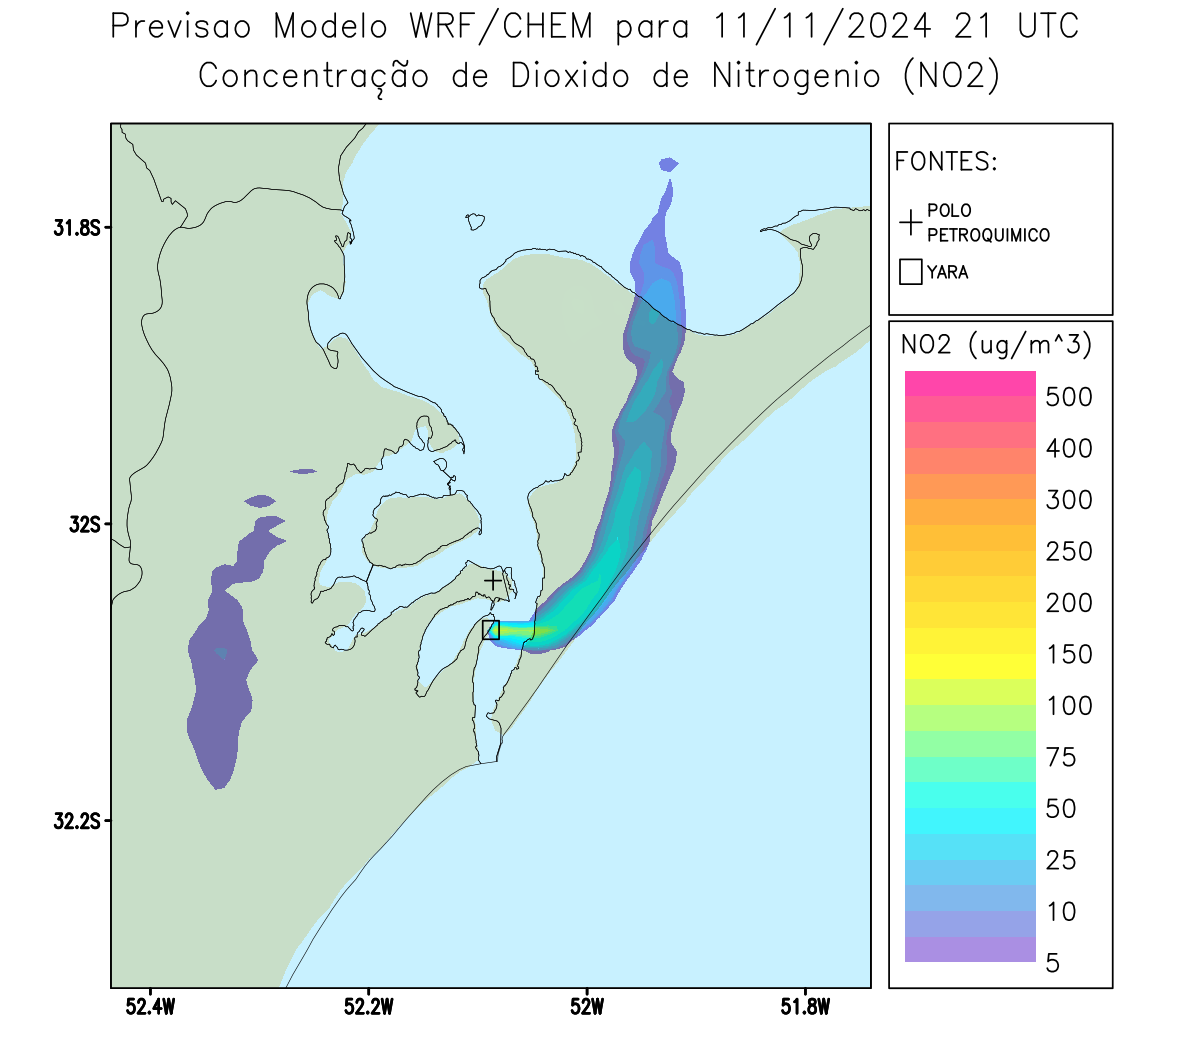 Previsao Modelo WRF/CHEM para 11/11/2024 21 UTC
Concentração de Dioxido de Nitrogenio (NO2)
FONTES:
POLO
PETROQUIMICO
YARA
NO2 (ug/m^3)
500
400
300
250
200
150
100
75
50
25
10
5
31.8S
32S
32.2S
52.4W
52.2W
52W
51.8W